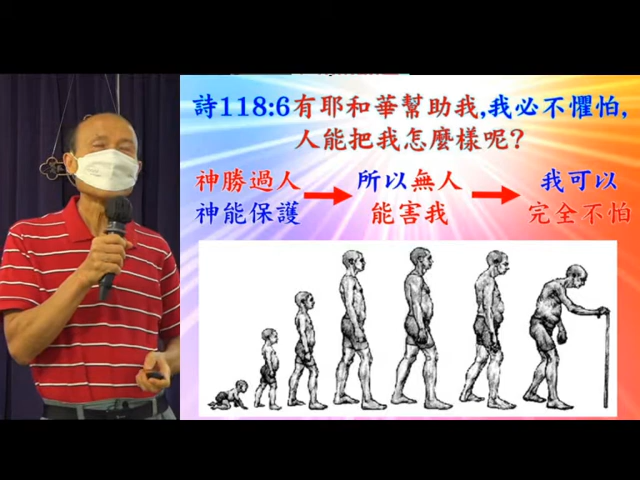 詩118:6有耶和華幫助我,我必不懼怕,
人能把我怎麼樣呢?
神勝過人
神能保護
所以無人
能害我
我可以
完全不怕